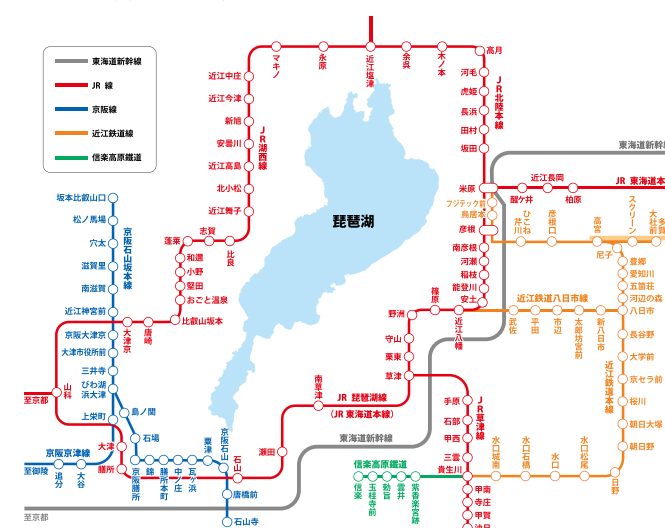 東海道新幹線
JR 線
京阪線
近江鉄道線
信楽高原鐵道
マキノ
永原
近江塩津
余呉
木ノ本
高月
河毛
虎姫
長浜
田村
坂田
JR北陸本線
米原
フジテック前
鳥居本
彦根
南彦根
河瀬
稲枝
能登川
安土
東海道新幹線
近江長岡
醒ケ井
柏原
JR 東海道本
ひこね芹川
彦根口
高宮
スクリーン
多賀大社前
尼子
豊郷
愛知川
五箇荘
河辺の森
八日市
長谷野
大学前
京セラ前
桜川
朝日大塚
朝日野
日野
近江鉄道本線
近江鉄道八日市線
武佐
平田
市辺
太郎坊宮前
新八日市
近江中庄
近江今津
新旭
安曇川
近江高島
北小松
近江舞子
JR湖西線
比良
志賀
蓬莱
和邇
小野
堅田
おごと温泉
比叡山坂本
唐崎
大津京
琵琶湖
坂本比叡山口
松ノ馬場
穴太
滋賀里
南滋賀
近江神宮前
京阪大津京
大津市役所前
三井寺
びわ湖
浜大津
上栄町
京阪石山坂本線
島ノ関
石場
京阪膳所
錦
膳所本町
中ノ庄
瓦ヶ浜
粟津
京阪石山
唐橋前
石山寺
至京都
山科
大津
膳所
石山
瀬田
南草津
草津
栗東
守山
野洲
篠原
近江八幡
JR 琵琶湖線
(JR 東海道本線)
東海道新幹線
京阪京津線
至御陵
追分
大谷
至京都
手原
石部
甲西
三雲
貴生川
甲南
寺庄
甲賀
JR草津線
信楽高原鐵道
信楽
玉桂寺前
勅旨
雲井
紫香楽宮跡
水口城南
水口石橋
水口
水口松尾